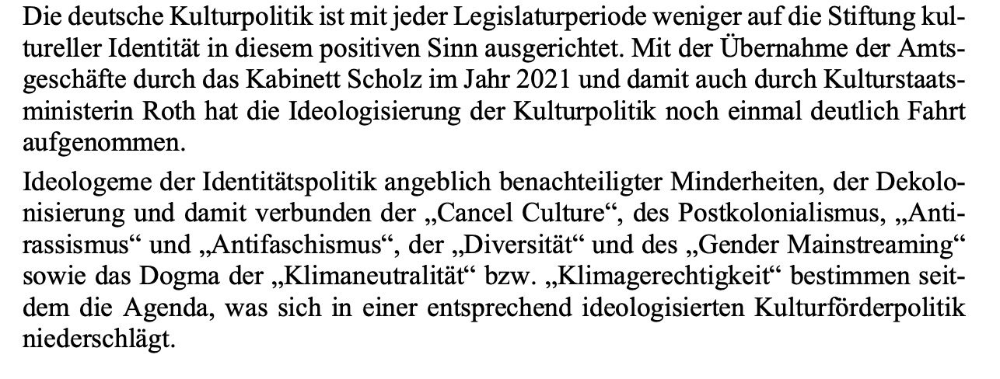 Die deutsche Kulturpolitik ist mit jeder Legislaturperiode weniger auf die Stiftung kul-
tureller Identität in diesem positiven Sinn ausgerichtet. Mit der Übernahme der Amts-
geschäfte durch das Kabinett Scholz im Jahr 2021 und damit auch durch Kulturstaats-
ministerin Roth hat die Ideologisierung der Kulturpolitik noch einmal deutlich Fahrt
aufgenommen.
Ideologeme der Identitätspolitik angeblich benachteiligter Minderheiten, der Dekolo-
nisierung und damit verbunden der „Cancel Culture“, des Postkolonialismus, „Anti-
rassismus“ und „Antifaschismus“, der „Diversität“ und des „Gender Mainstreaming“
sowie das Dogma der „Klimaneutralität“ bzw. „Klimagerechtigkeit“ bestimmen seit-
dem die Agenda, was sich in einer entsprechend ideologisierten Kulturförderpolitik
niederschlägt.